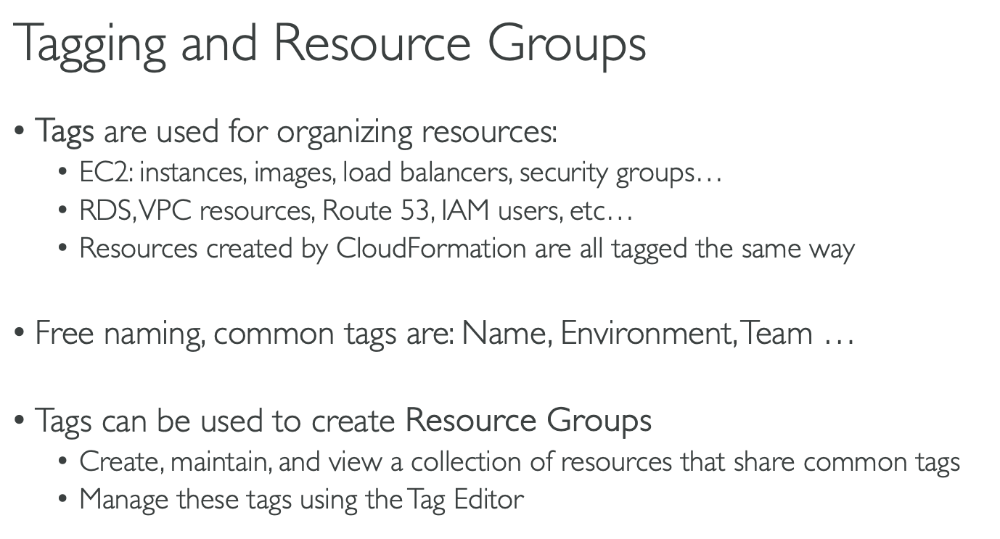 Tagging and Resource Groups
• Tags are used for organizing resources:
• EC2: instances, images, load balancers, security groups…
• RDS, VPC resources, Route 53, IAM users, etc…
• Resources created by CloudFormation are all tagged the same way
• Free naming, common tags are: Name, Environment, Team …
• Tags can be used to create Resource Groups
• Create, maintain, and view a collection of resources that share common tags
• Manage these tags using the Tag Editor